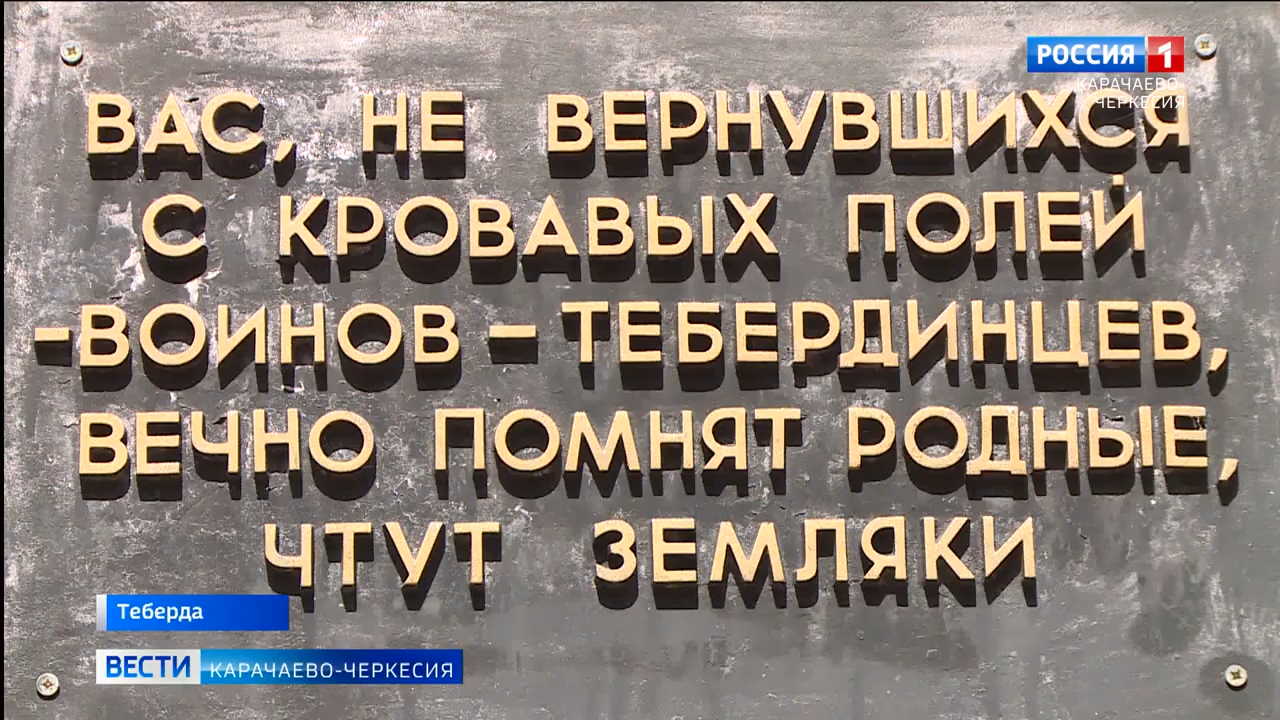 РОССИЯ 1
КАРАЧАЕВО-
ЧЕРКЕСИЯ
ВАС, НЕ ВЕРНУВШИХСЯ
С КРОВАВЫХ ПОЛЕЙ
-ВОИНОВ – ТЕБЕРДИНЦЕВ,
ВЕЧНО ПОМНЯТ РОДНЫЕ,
ЧТУТ ЗЕМЛЯКИ
Теберда
ВЕСТИ КАРАЧАЕВО-ЧЕРКЕСИЯ